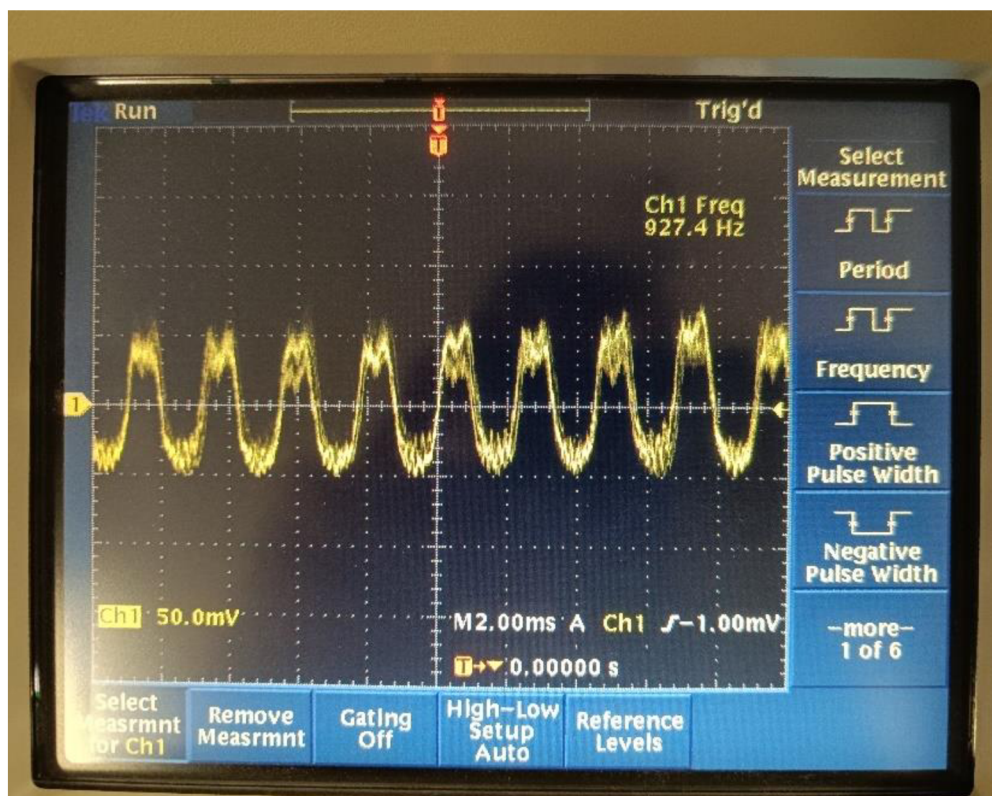 Tek Run
Trig'd
T
T
Select
Measurement
Ch1 Freq
927.4 Hz
Period
Frequency
1
Positive
Pulse Width
Negative
Pulse Width
Ch1 50.0mV
M2.00ms A Ch1 -1.00mV
T 0.00000 s
-more-
1 of 6
Select
Measrmnt
for Ch1
Remove
Measrmnt
Gating
Off
High-Low
Setup
Auto
Reference
Levels